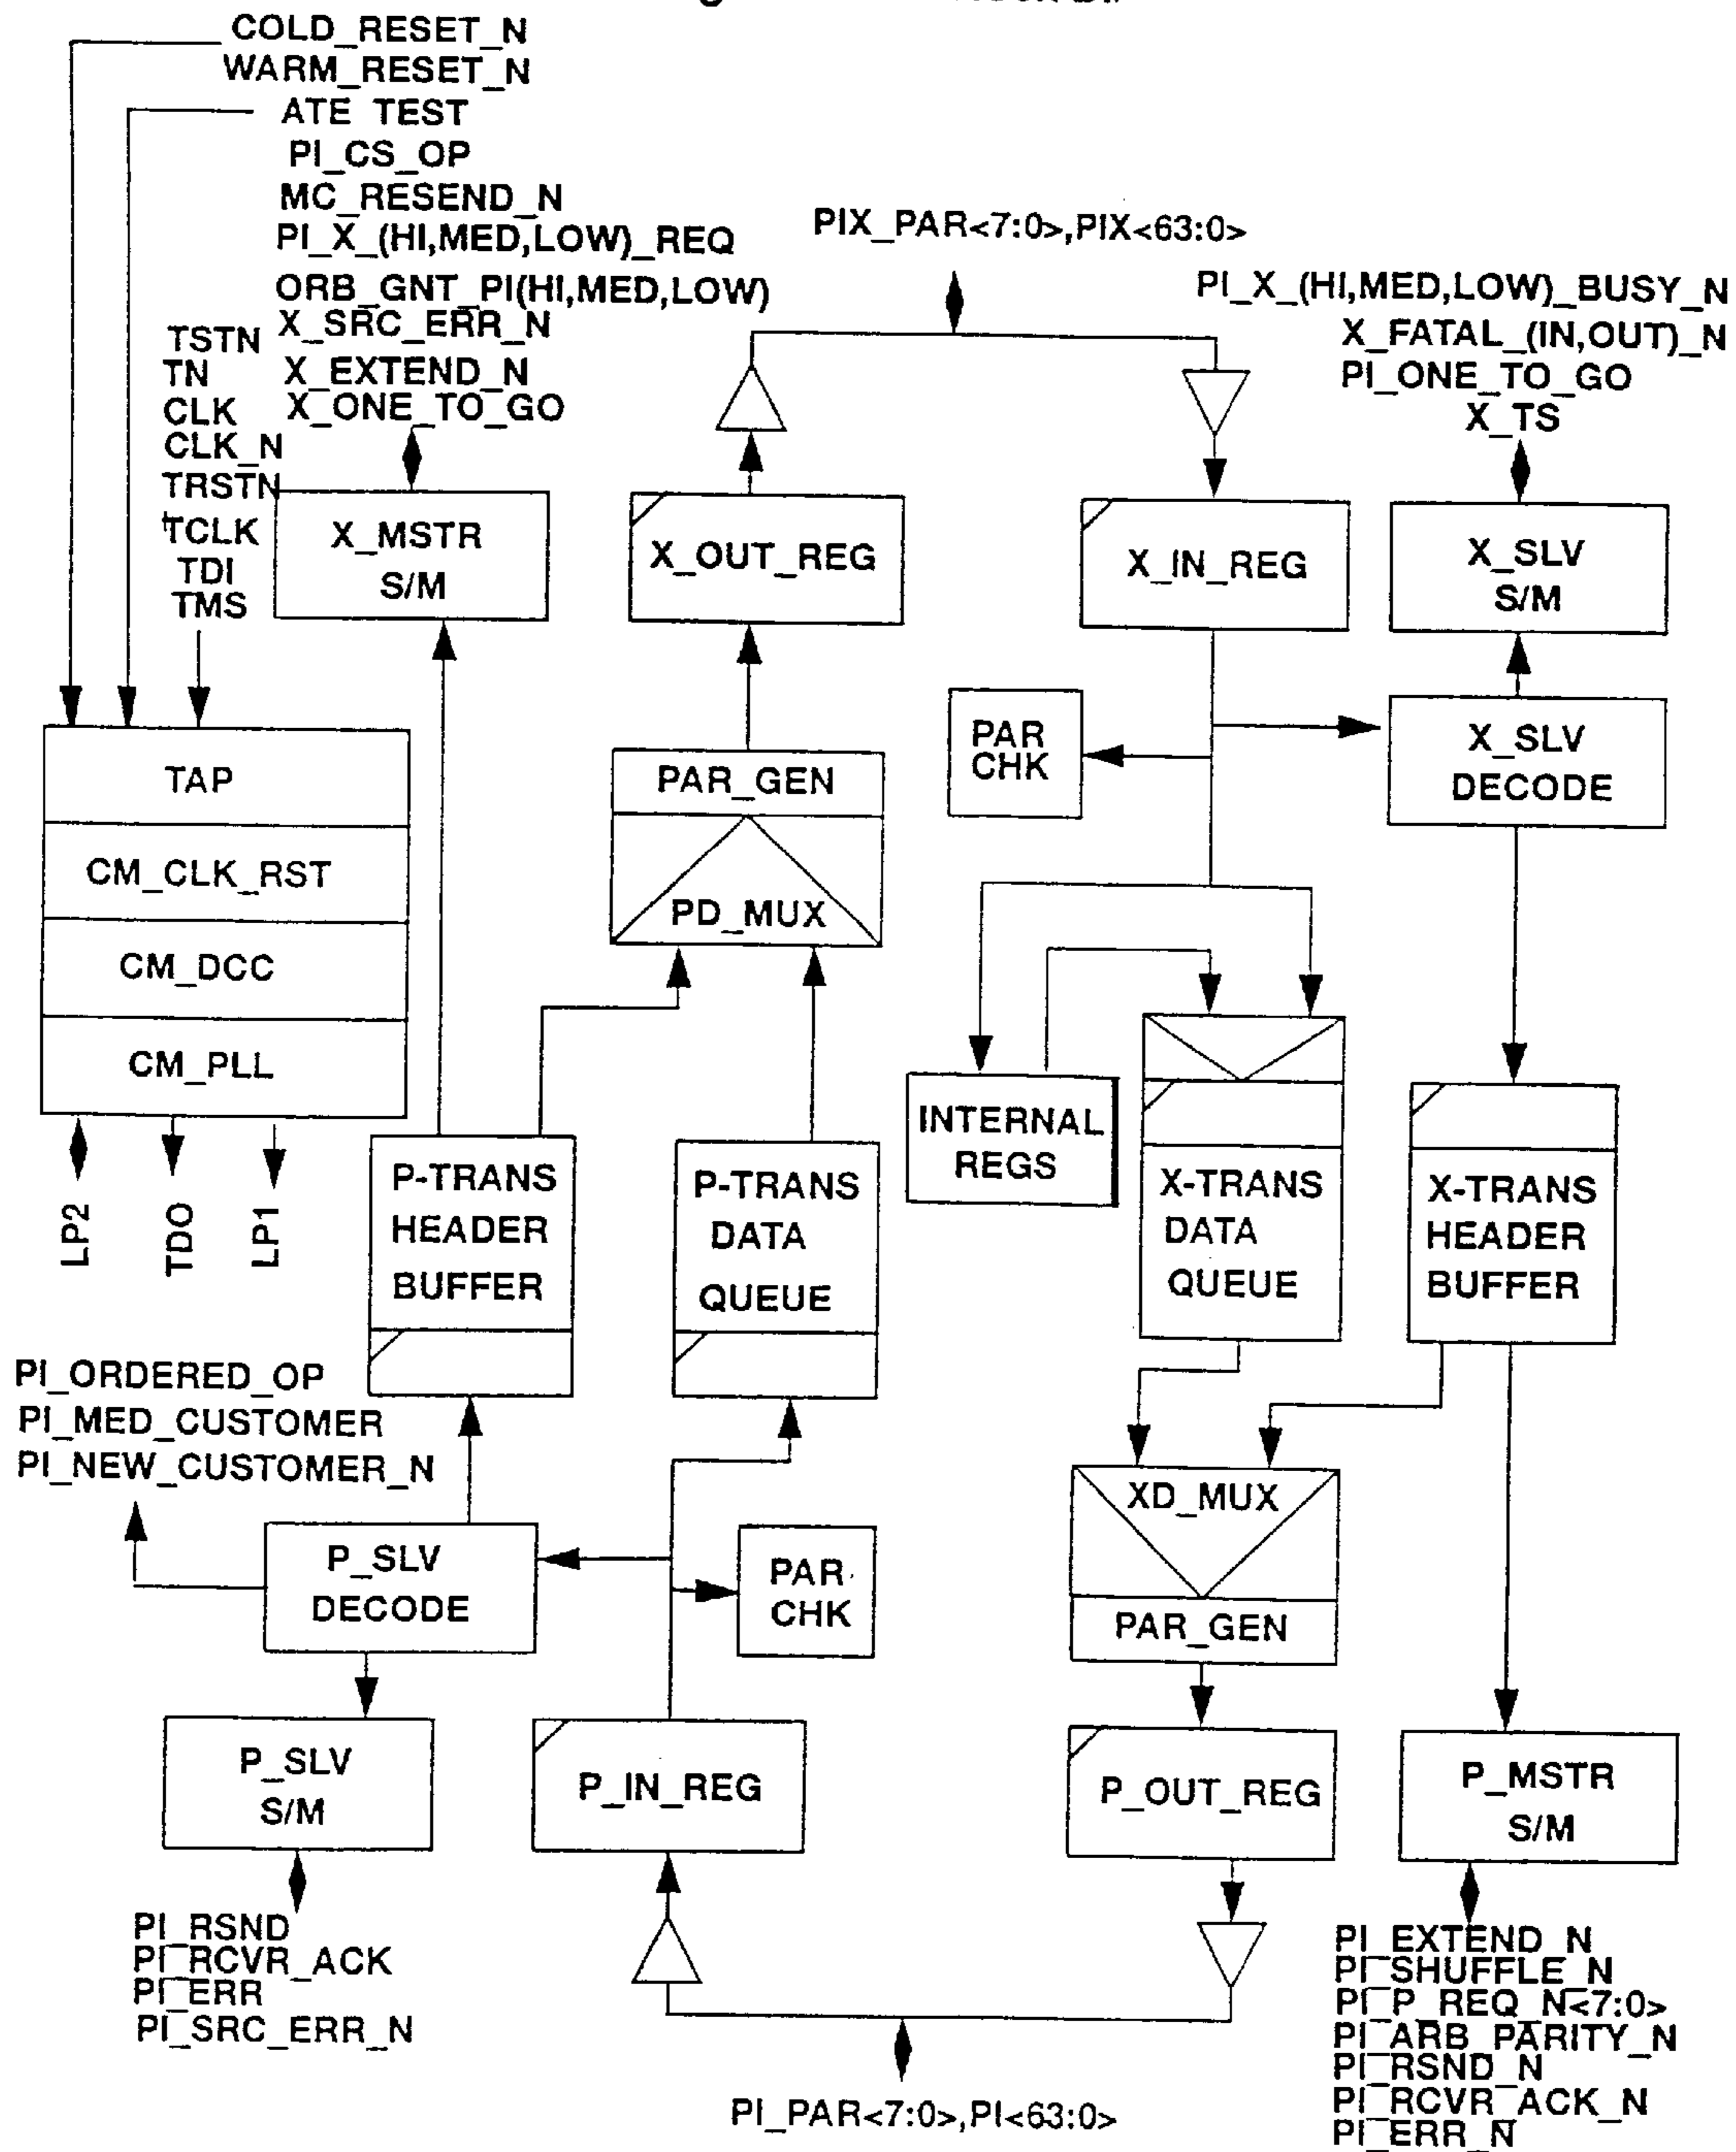 COLD_RESET_N
WARM_RESET_N
ATE TEST
PI_CS_OP
MC_RESEND_N
PI_X_(HI,MED,LOW)_REQ
ORB_GNT_PI(HI,MED,LOW)
X_SRC_ERR_N
X_EXTEND_N
X_ONE_TO_GO
TSTN
TN
CLK
CLK_N
TRSTN
TCLK
TDI
TMS
PIX_PAR<7:0>,PIX<63:0>
PI_X_(HI,MED,LOW)_BUSY_N
X_FATAL_(IN,OUT)_N
PI_ONE_TO_GO
X_TS
X_MSTR
S/M
X_OUT_REG
X_IN_REG
X_SLV
S/M
TAP
CM_CLK_RST
CM_DCC
CM_PLL
PAR_GEN
PD_MUX
PAR
CHK
X_SLV
DECODE
LP2
TDO
LP1
P-TRANS
HEADER
BUFFER
P-TRANS
DATA
QUEUE
INTERNAL
REGS
X-TRANS
DATA
QUEUE
X-TRANS
HEADER
BUFFER
PI_ORDERED_OP
PI_MED_CUSTOMER
PI_NEW_CUSTOMER_N
P_SLV
DECODE
PAR
CHK
XD_MUX
PAR_GEN
P_SLV
S/M
P_IN_REG
P_OUT_REG
P_MSTR
S/M
PI_RSND
PI_RCVR_ACK
PI_ERR
PI_SRC_ERR_N
PI_PAR<7:0>,PI<63:0>
PI_EXTEND_N
PI_SHUFFLE_N
PI_P_REQ_N<7:0>
PI_ARB_PARITY_N
PI_RSND_N
PI_RCVR_ACK_N
PI_ERR_N